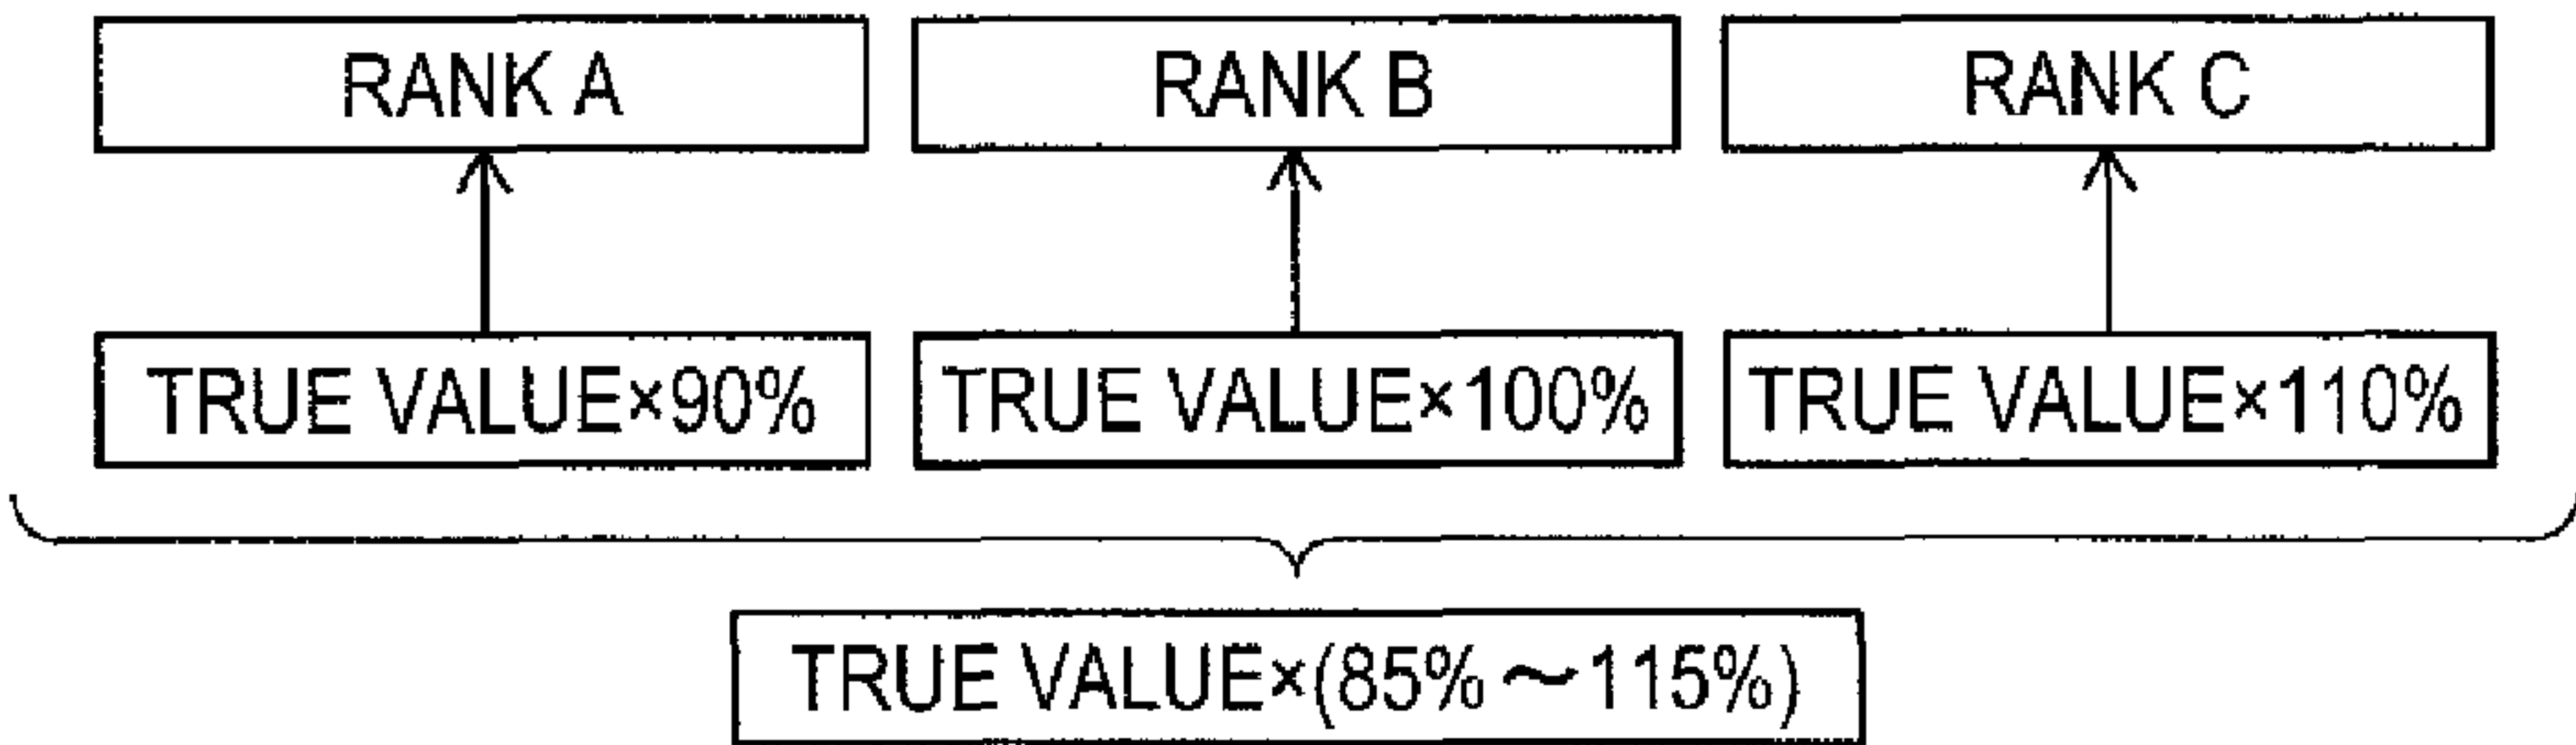 RANK A
RANK B
RANK C
TRUE VALUE×90%
TRUE VALUE×100%
TRUE VALUE×110%
TRUE VALUE×(85%～115%)